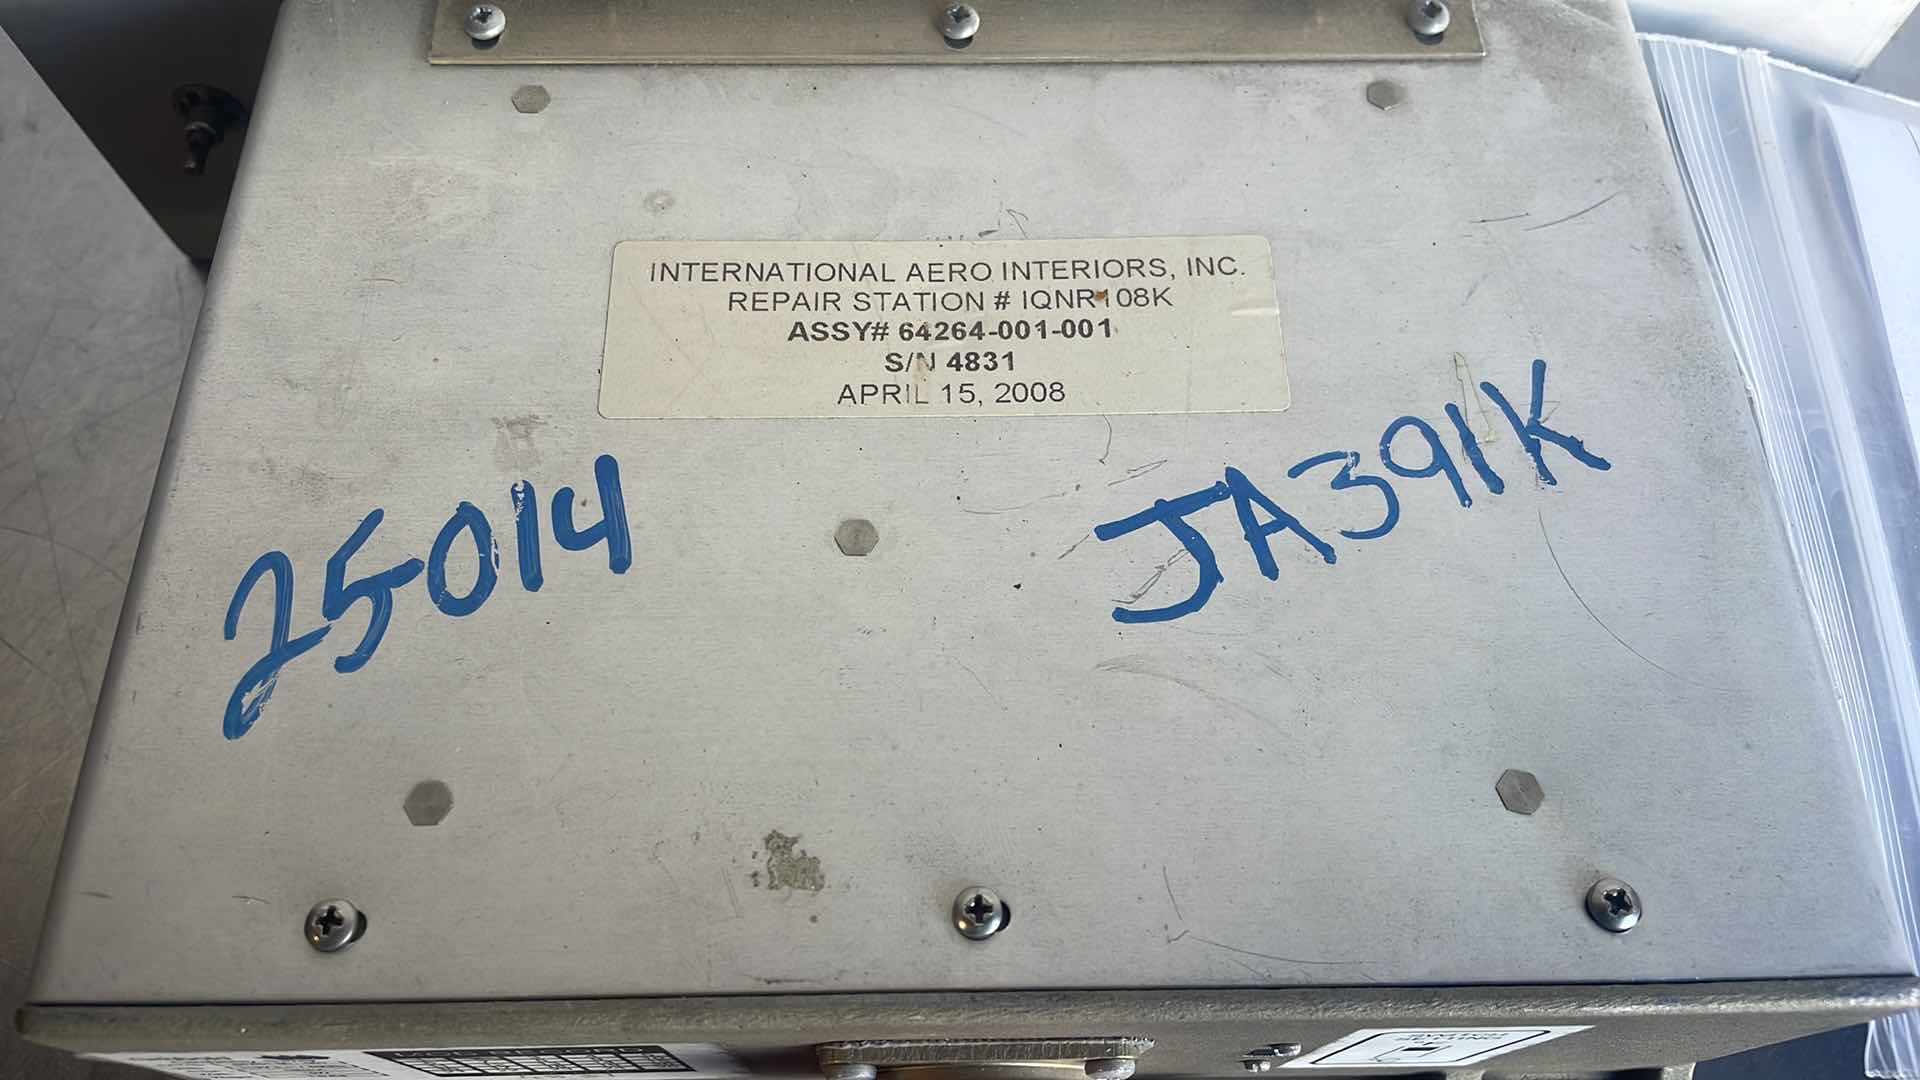 INTERNATIONAL AERO INTERIORS, INC.
REPAIR STATION # IQNR108K
ASSY# 64264-001-001
S/N 4831
APRIL 15, 2008
25014
JA391K